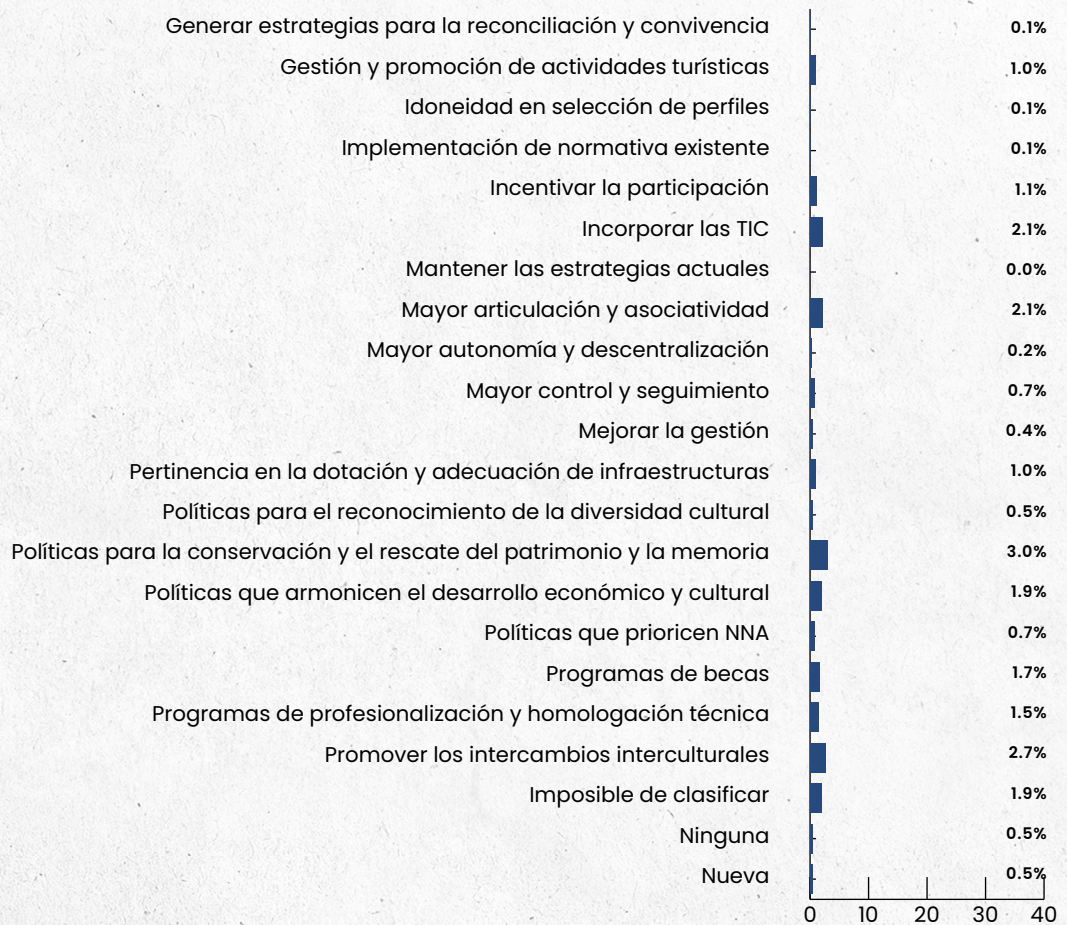 Generar estrategias para la reconciliación y convivencia 0.1%
Gestión y promoción de actividades turísticas 1.0%
Idoneidad en selección de perfiles 0.1%
Implementación de normativa existente 0.1%
Incentivar la participación 1.1%
Incorporar las TIC 2.1%
Mantener las estrategias actuales 0.0%
Mayor articulación y asociatividad 2.1%
Mayor autonomía y descentralización 0.2%
Mayor control y seguimiento 0.7%
Mejorar la gestión 0.4%
Pertinencia en la dotación y adecuación de infraestructuras 1.0%
Políticas para el reconocimiento de la diversidad cultural 0.5%
Políticas para la conservación y el rescate del patrimonio y la memoria 3.0%
Políticas que armonicen el desarrollo económico y cultural 1.9%
Políticas que prioricen NNA 0.7%
Programas de becas 1.7%
Programas de profesionalización y homologación técnica 1.5%
Promover los intercambios interculturales 2.7%
Imposible de clasificar 1.9%
Ninguna 0.5%
Nueva 0.5%
0 10 20 30 40